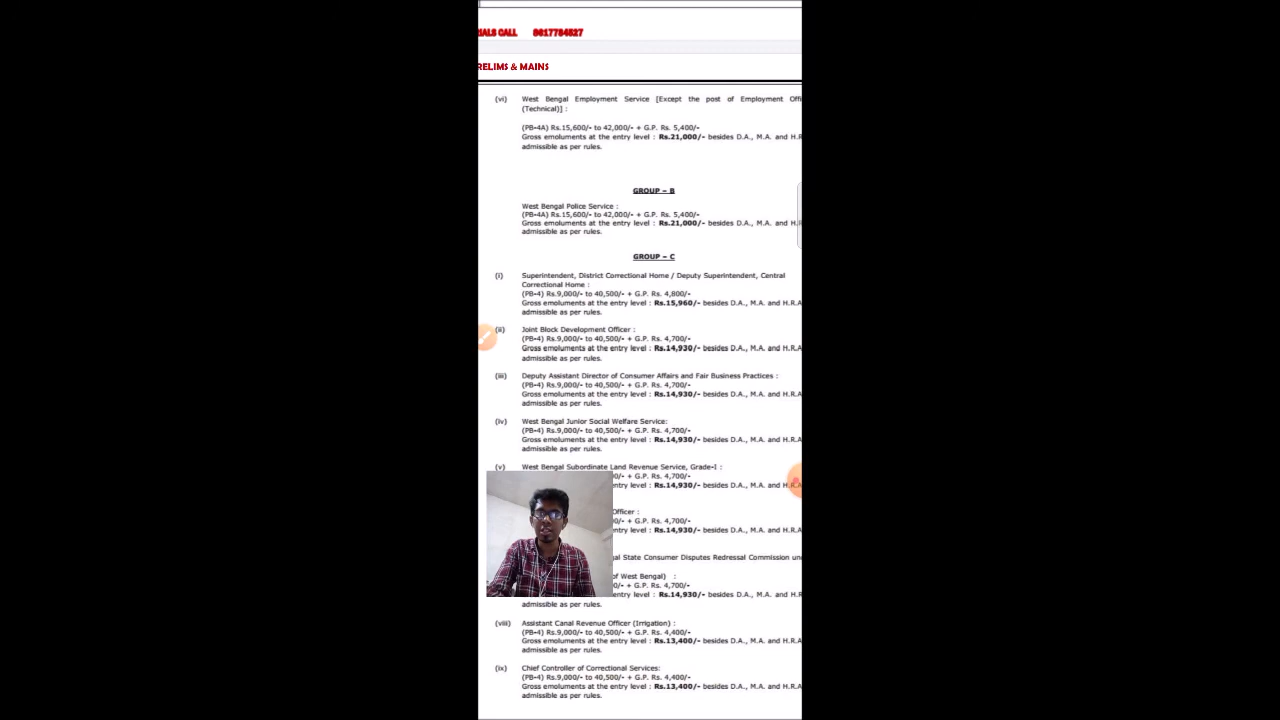 RIALS CALL 8617784527
RELIMS & MAINS
(vi) West Bengal Employment Service [Except the post of Employment Offi
(Technical)] :
(PB-4A) Rs.15,600/- to 42,000/- + G.P. Rs. 5,400/-
Gross emoluments at the entry level : Rs.21,000/- besides D.A., M.A. and H.R
admissible as per rules.
GROUP – B
West Bengal Police Service :
(PB-4A) Rs.15,600/- to 42,000/- + G.P. Rs. 5,400/-
Gross emoluments at the entry level : Rs.21,000/- besides D.A., M.A. and H.R
admissible as per rules.
GROUP – C
(i) Superintendent, District Correctional Home / Deputy Superintendent, Central
Correctional Home :
(PB-4) Rs.9,000/- to 40,500/- + G.P. Rs. 4,800/-
Gross emoluments at the entry level : Rs.15,960/- besides D.A., M.A. and H.R.A
admissible as per rules.
(ii) Joint Block Development Officer :
(PB-4) Rs.9,000/- to 40,500/- + G.P. Rs. 4,700/-
Gross emoluments at the entry level : Rs.14,930/- besides D.A., M.A. and H.R.A
admissible as per rules.
(iii) Deputy Assistant Director of Consumer Affairs and Fair Business Practices :
(PB-4) Rs.9,000/- to 40,500/- + G.P. Rs. 4,700/-
Gross emoluments at the entry level : Rs.14,930/- besides D.A., M.A. and H.R.A
admissible as per rules.
(iv) West Bengal Junior Social Welfare Service:
(PB-4) Rs.9,000/- to 40,500/- + G.P. Rs. 4,700/-
Gross emoluments at the entry level : Rs.14,930/- besides D.A., M.A. and H.R.A
admissible as per rules.
(v) West Bengal Subordinate Land Revenue Service, Grade-I :
0/- + G.P. Rs. 4,700/-
entry level : Rs.14,930/- besides D.A., M.A. and H.R.A
Officer :
0/- + G.P. Rs. 4,700/-
entry level : Rs.14,930/- besides D.A., M.A. and H.R.A
gal State Consumer Disputes Redressal Commission und
of West Bengal) :
0/- + G.P. Rs. 4,700/-
entry level : Rs.14,930/- besides D.A., M.A. and H.R.A
admissible as per rules.
(viii) Assistant Canal Revenue Officer (Irrigation) :
(PB-4) Rs.9,000/- to 40,500/- + G.P. Rs. 4,400/-
Gross emoluments at the entry level : Rs.13,400/- besides D.A., M.A. and H.R.A
admissible as per rules.
(ix) Chief Controller of Correctional Services:
(PB-4) Rs.9,000/- to 40,500/- + G.P. Rs. 4,400/-
Gross emoluments at the entry level : Rs.13,400/- besides D.A., M.A. and H.R.A
admissible as per rules.